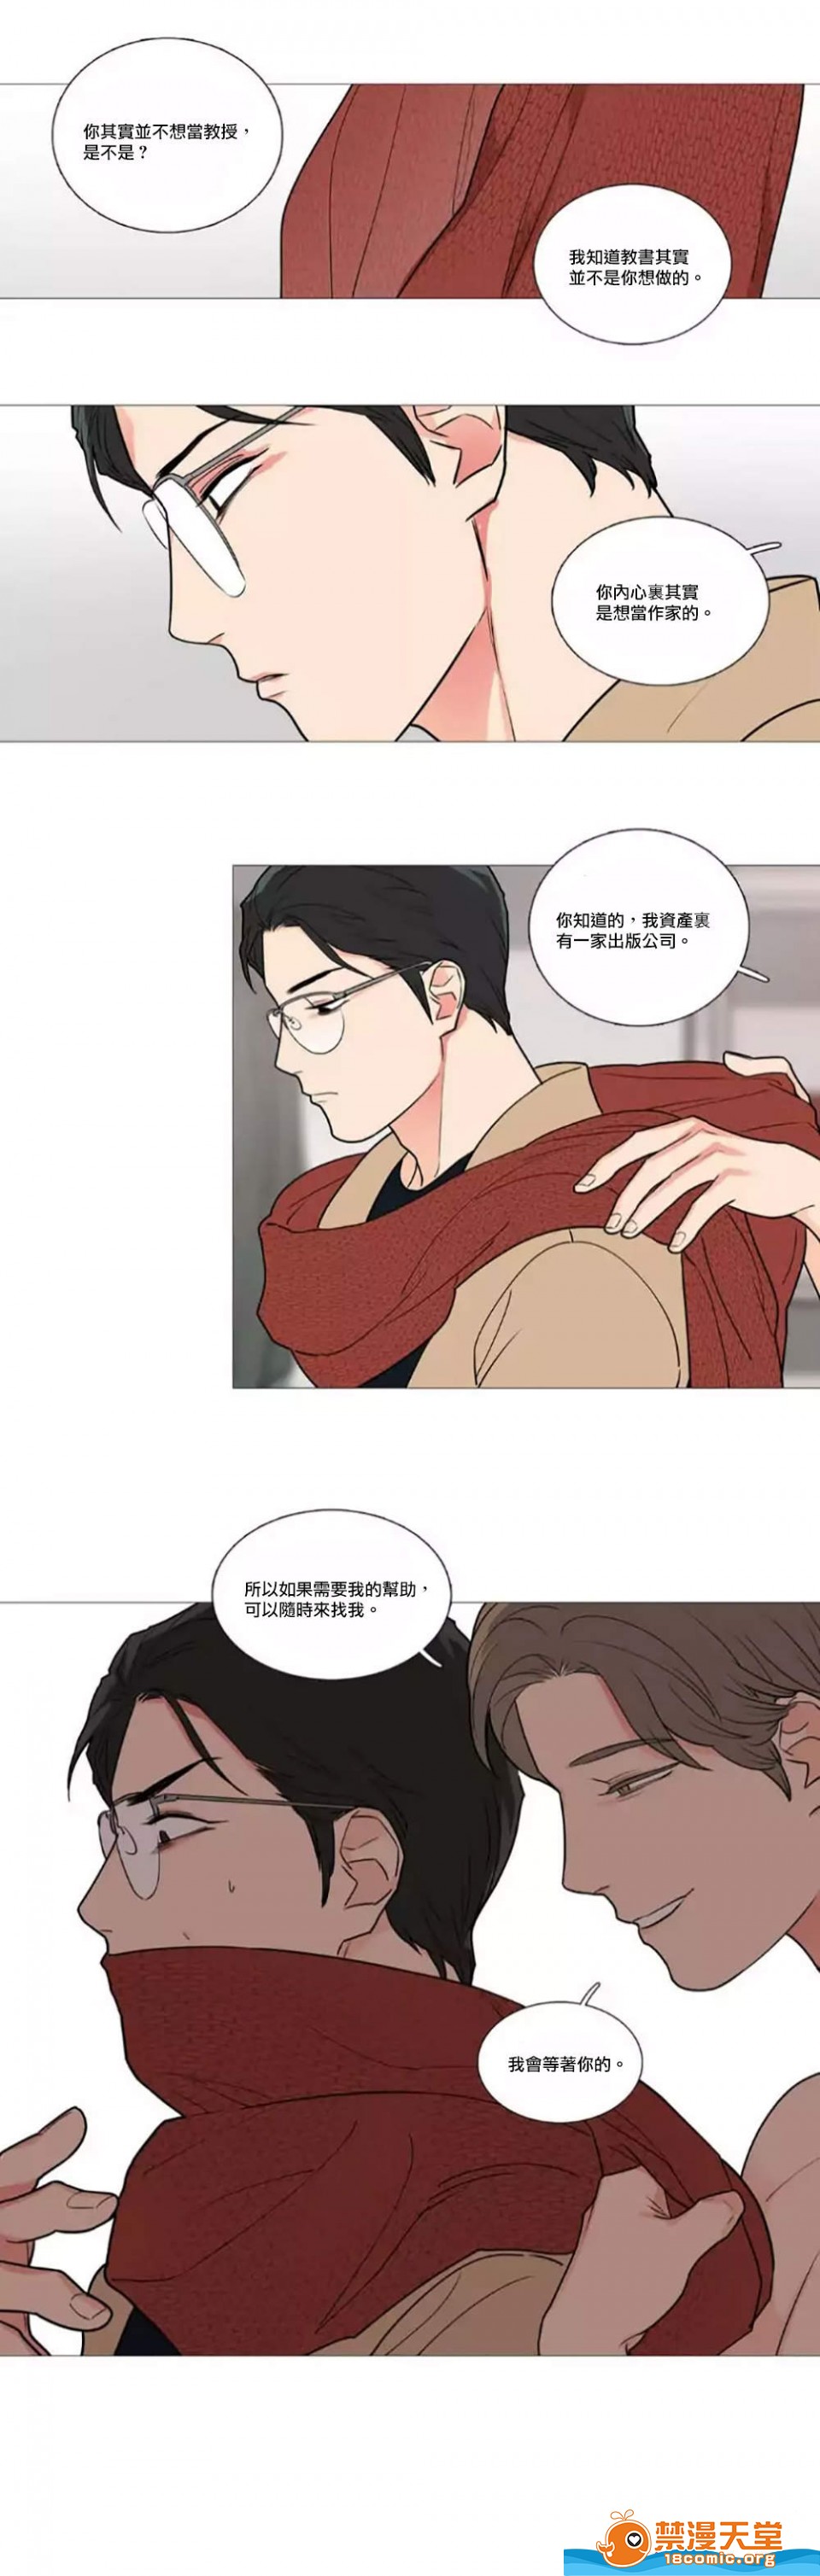 你其實並不想當教授，
是不是？
我知道教書其實
並不是你想做的。
你內心裏其實
是想當作家的。
你知道的，我資產裏
有一家出版公司。
所以如果需要我的幫助，
可以隨時來找我。
我會等著你的。
禁漫天堂
18comic.org